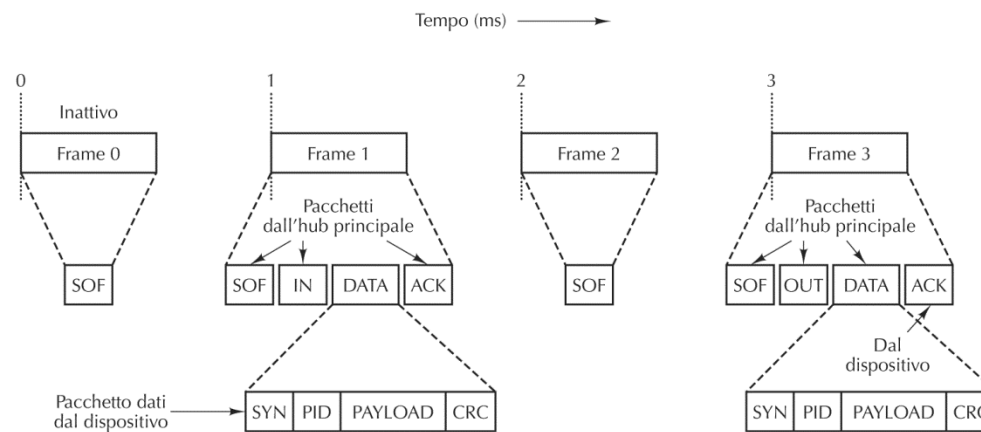 Tempo (ms)
0
1
2
3
Inattivo
Frame 0
Frame 1
Frame 2
Frame 3
Pacchetti
dall'hub principale
Pacchetti
dall'hub principale
SOF
SOF IN DATA ACK
SOF
SOF OUT DATA ACK
Dal
dispositivo
Pacchetto dati
dal dispositivo
SYN PID PAYLOAD CRC
SYN PID PAYLOAD CRC